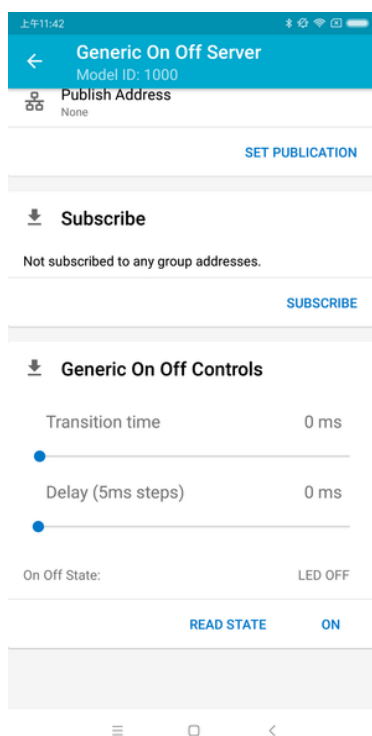 上午11:42
Generic On Off Server
Model ID: 1000
Publish Address
None
SET PUBLICATION
Subscribe
Not subscribed to any group addresses.
SUBSCRIBE
Generic On Off Controls
Transition time 0 ms
Delay (5ms steps) 0 ms
On Off State: LED OFF
READ STATE ON